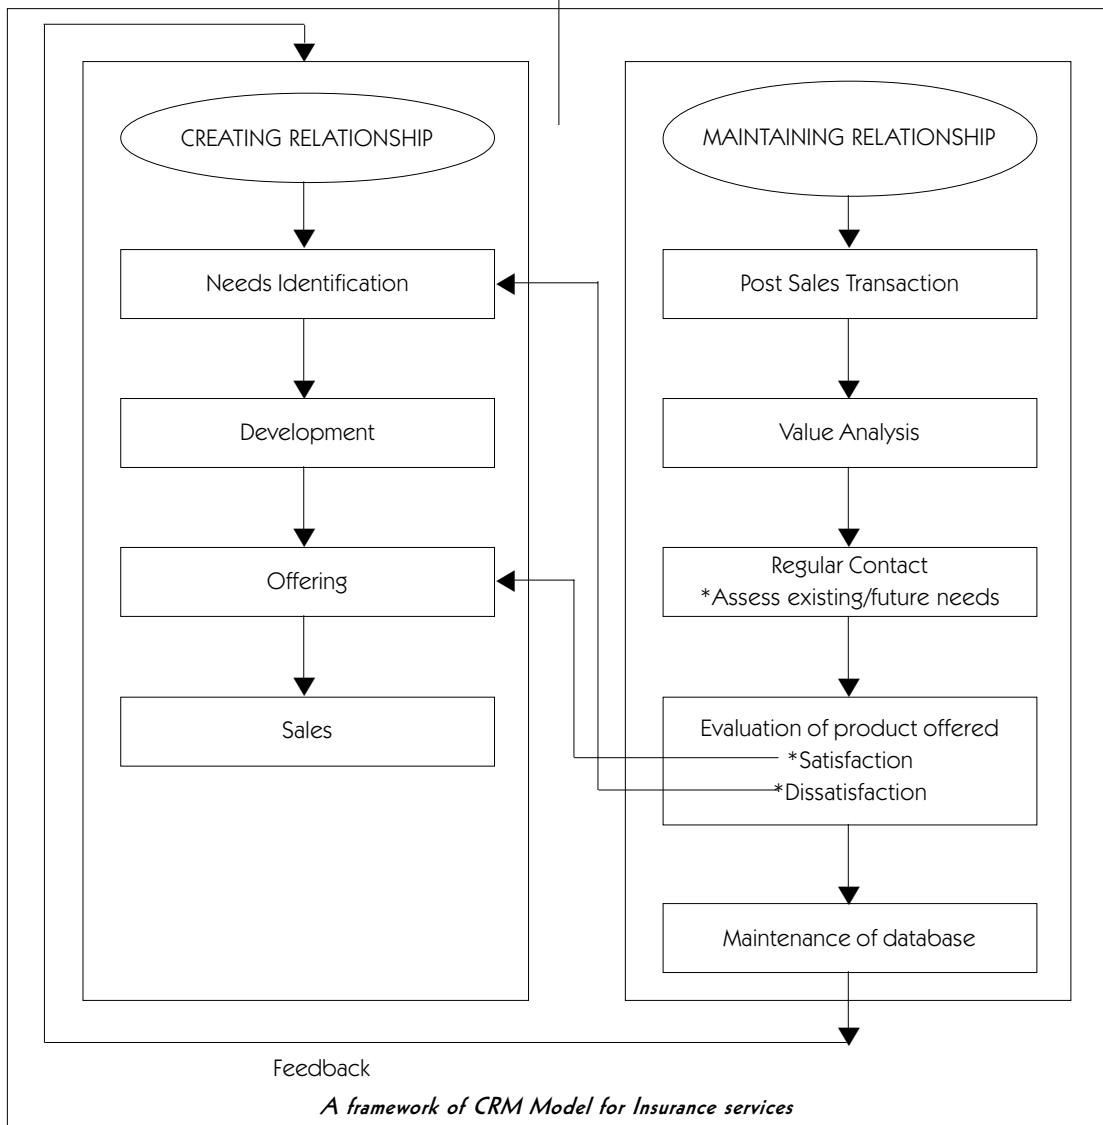 CREATING RELATIONSHIP
Needs Identification
Development
Offering
Sales
MAINTAINING RELATIONSHIP
Post Sales Transaction
Value Analysis
Regular Contact
*Assess existing/future needs
Evaluation of product offered
*Satisfaction
*Dissatisfaction
Maintenance of database
Feedback
A framework of CRM Model for Insurance services